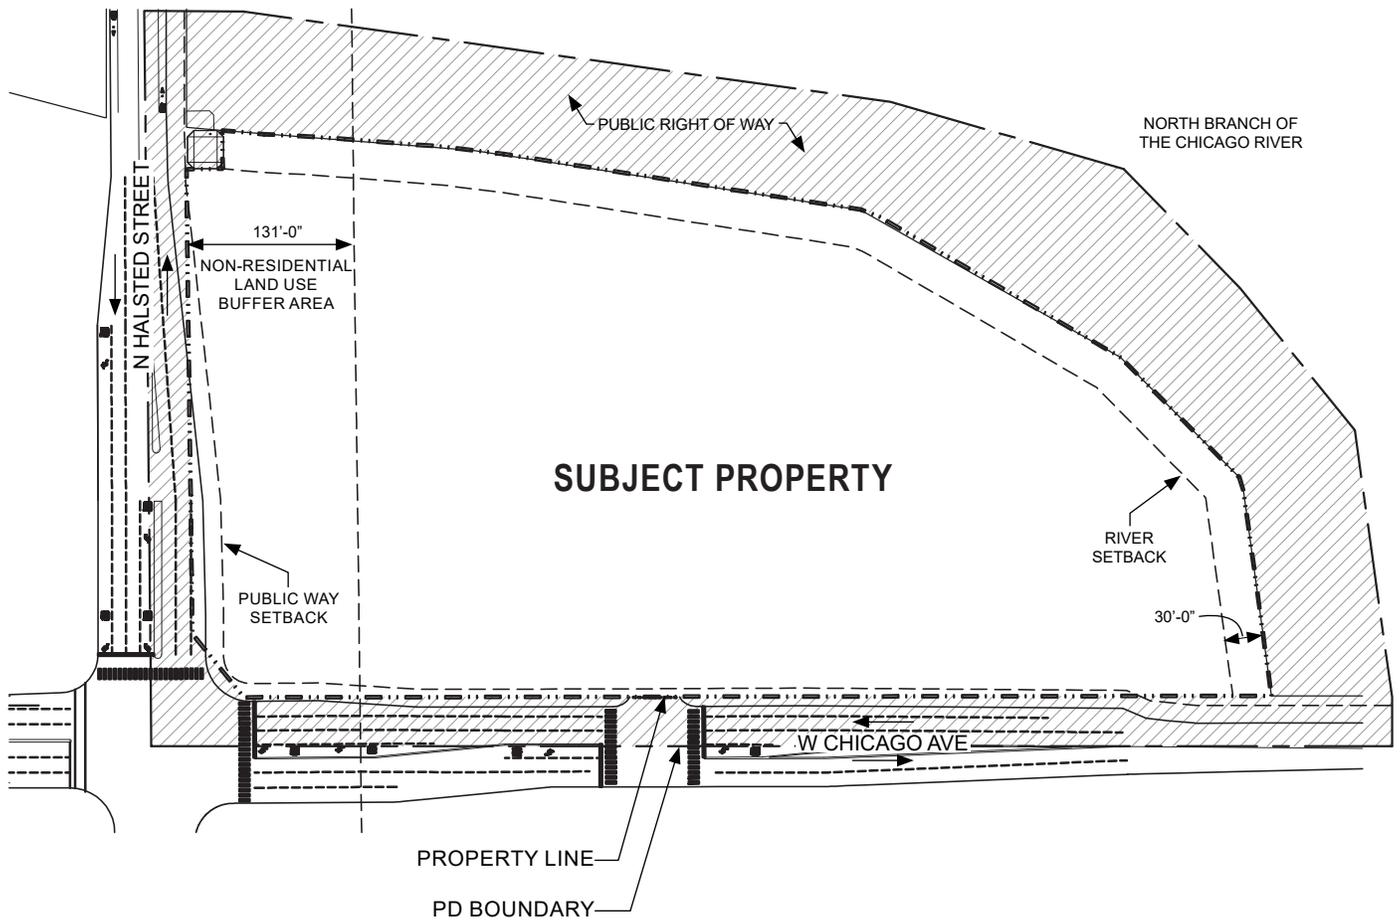 PUBLIC RIGHT OF WAY
NORTH BRANCH OF
THE CHICAGO RIVER
N HALSTED STREET
131'-0"
NON-RESIDENTIAL
LAND USE
BUFFER AREA
SUBJECT PROPERTY
RIVER
SETBACK
PUBLIC WAY
SETBACK
30'-0"
W CHICAGO AVE
PROPERTY LINE
PD BOUNDARY